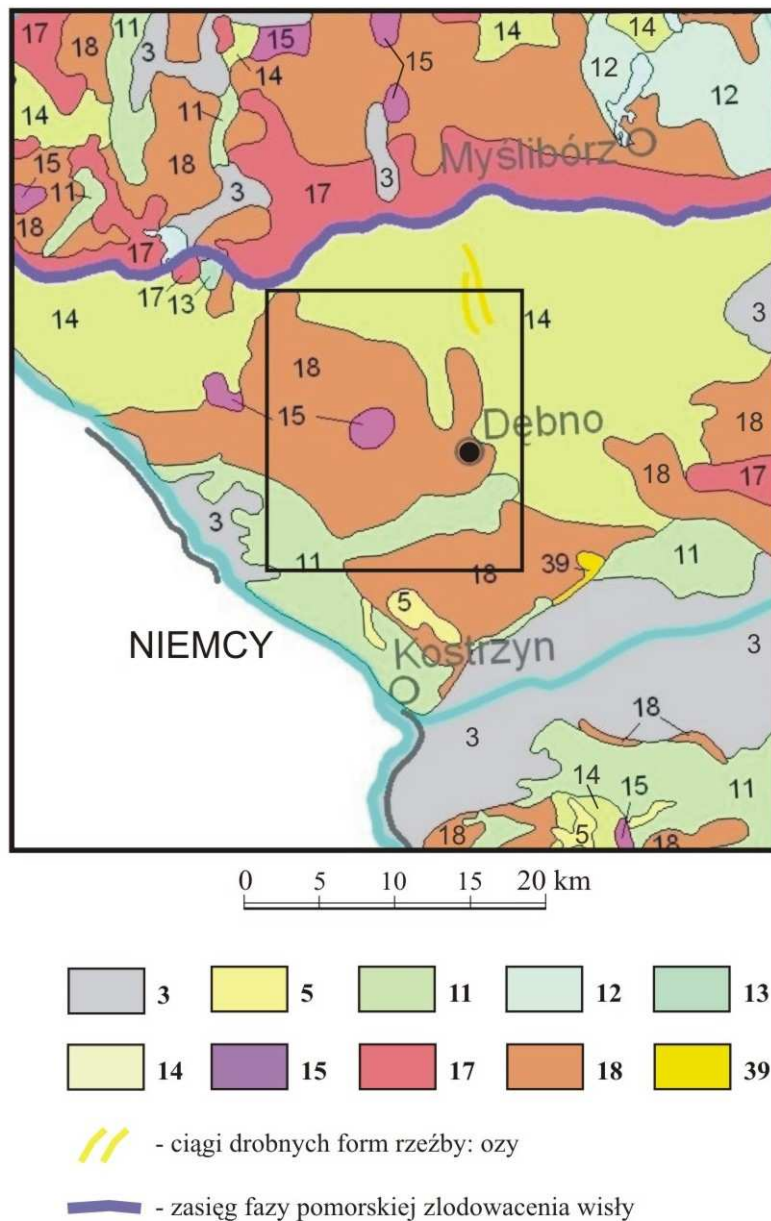 17 18 11 3 14 15 15 14 12 12
14 11 18 Myślibórz
15 11 18 3 17 3 17
17 13
14 14 3
18
15 Dębno 18
18 17
3 11 18 39 11
5
NIEMCY Kostrzyn 3
3 18
14 15 11
18 5 18
0 5 10 15 20 km
3 5 11 12 13
14 15 17 18 39
- ciągi drobnych form rzeźby: ozy
- zasięg fazy pomorskiej zlodowacenia wisły